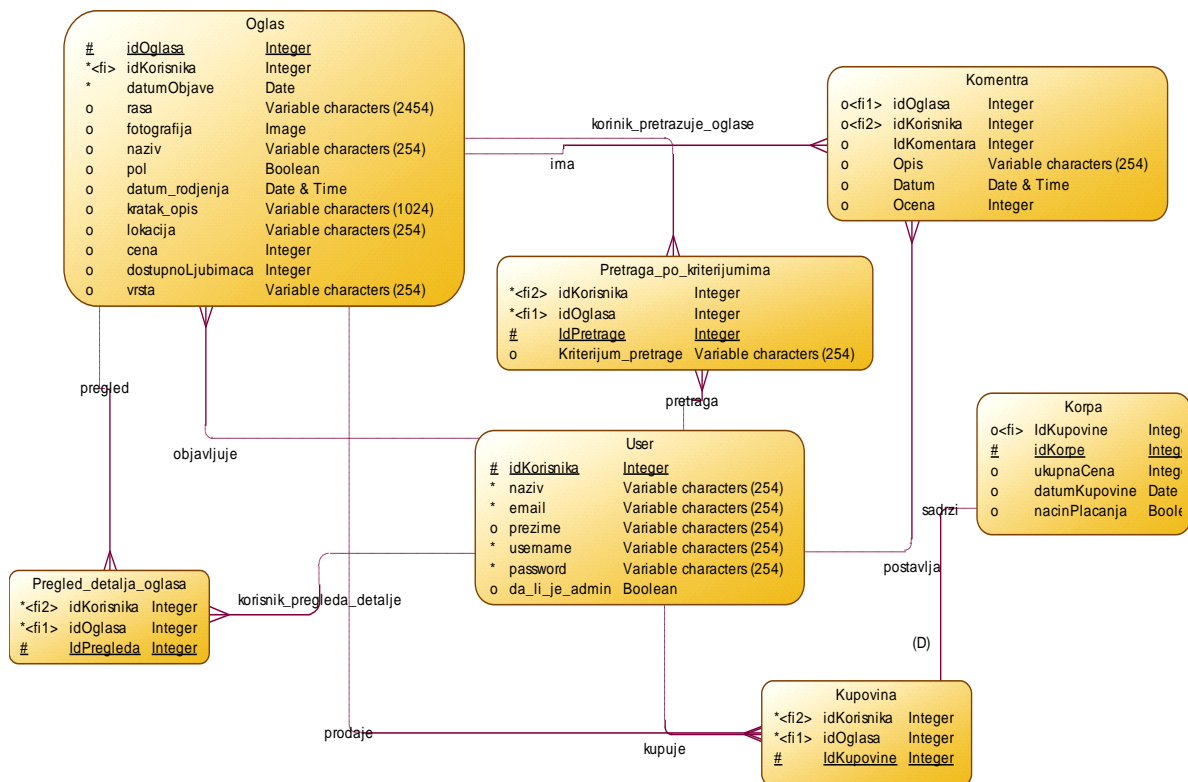 Oglas
# idOglasa Integer
*<fi> idKorisnika Integer
* datumObjave Date
o rasa Variable characters (2454)
o fotografija Image
o naziv Variable characters (254)
o pol Boolean
o datum_rodjenja Date & Time
o kratak_opis Variable characters (1024)
o lokacija Variable characters (254)
o cena Integer
o dostupnoLjubimaca Integer
o vrsta Variable characters (254)
korinik_pretrazuje_oglase
ima
Komentra
o<fi1> idOglasa Integer
o<fi2> idKorisnika Integer
o IdKomentara Integer
o Opis Variable characters (254)
o Datum Date & Time
o Ocena Integer
Pretraga_po_kriterijumima
*<fi2> idKorisnika Integer
*<fi1> idOglasa Integer
# IdPretrage Integer
o Kriterijum_pretrage Variable characters (254)
pregled
objavljuje
pretraga
User
# idKorisnika Integer
* naziv Variable characters (254)
* email Variable characters (254)
o prezime Variable characters (254)
* username Variable characters (254)
* password Variable characters (254)
o da_li_je_admin Boolean
Korpa
o<fi> IdKupovine Integ
# idKorpe Integ
o ukupnaCena Integ
o datumKupovine Date
o nacinPlacanja Boole
sadrzi
postavlja
(D)
Pregled_detalja_oglasa
*<fi2> idKorisnika Integer
*<fi1> idOglasa Integer
# IdPregleda Integer
korisnik_pregleda_detalje
prodaje
kupuje
Kupovina
*<fi2> idKorisnika Integer
*<fi1> idOglasa Integer
# IdKupovine Integer